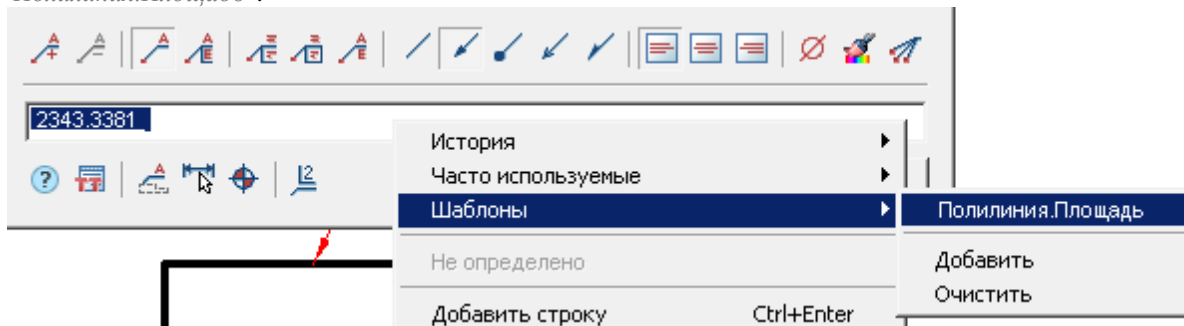 2343.3381
История
Часто используемые
Шаблоны
Полилиния.Площадь
Не определено
Добавить
Очистить
Добавить строку Ctrl+Enter